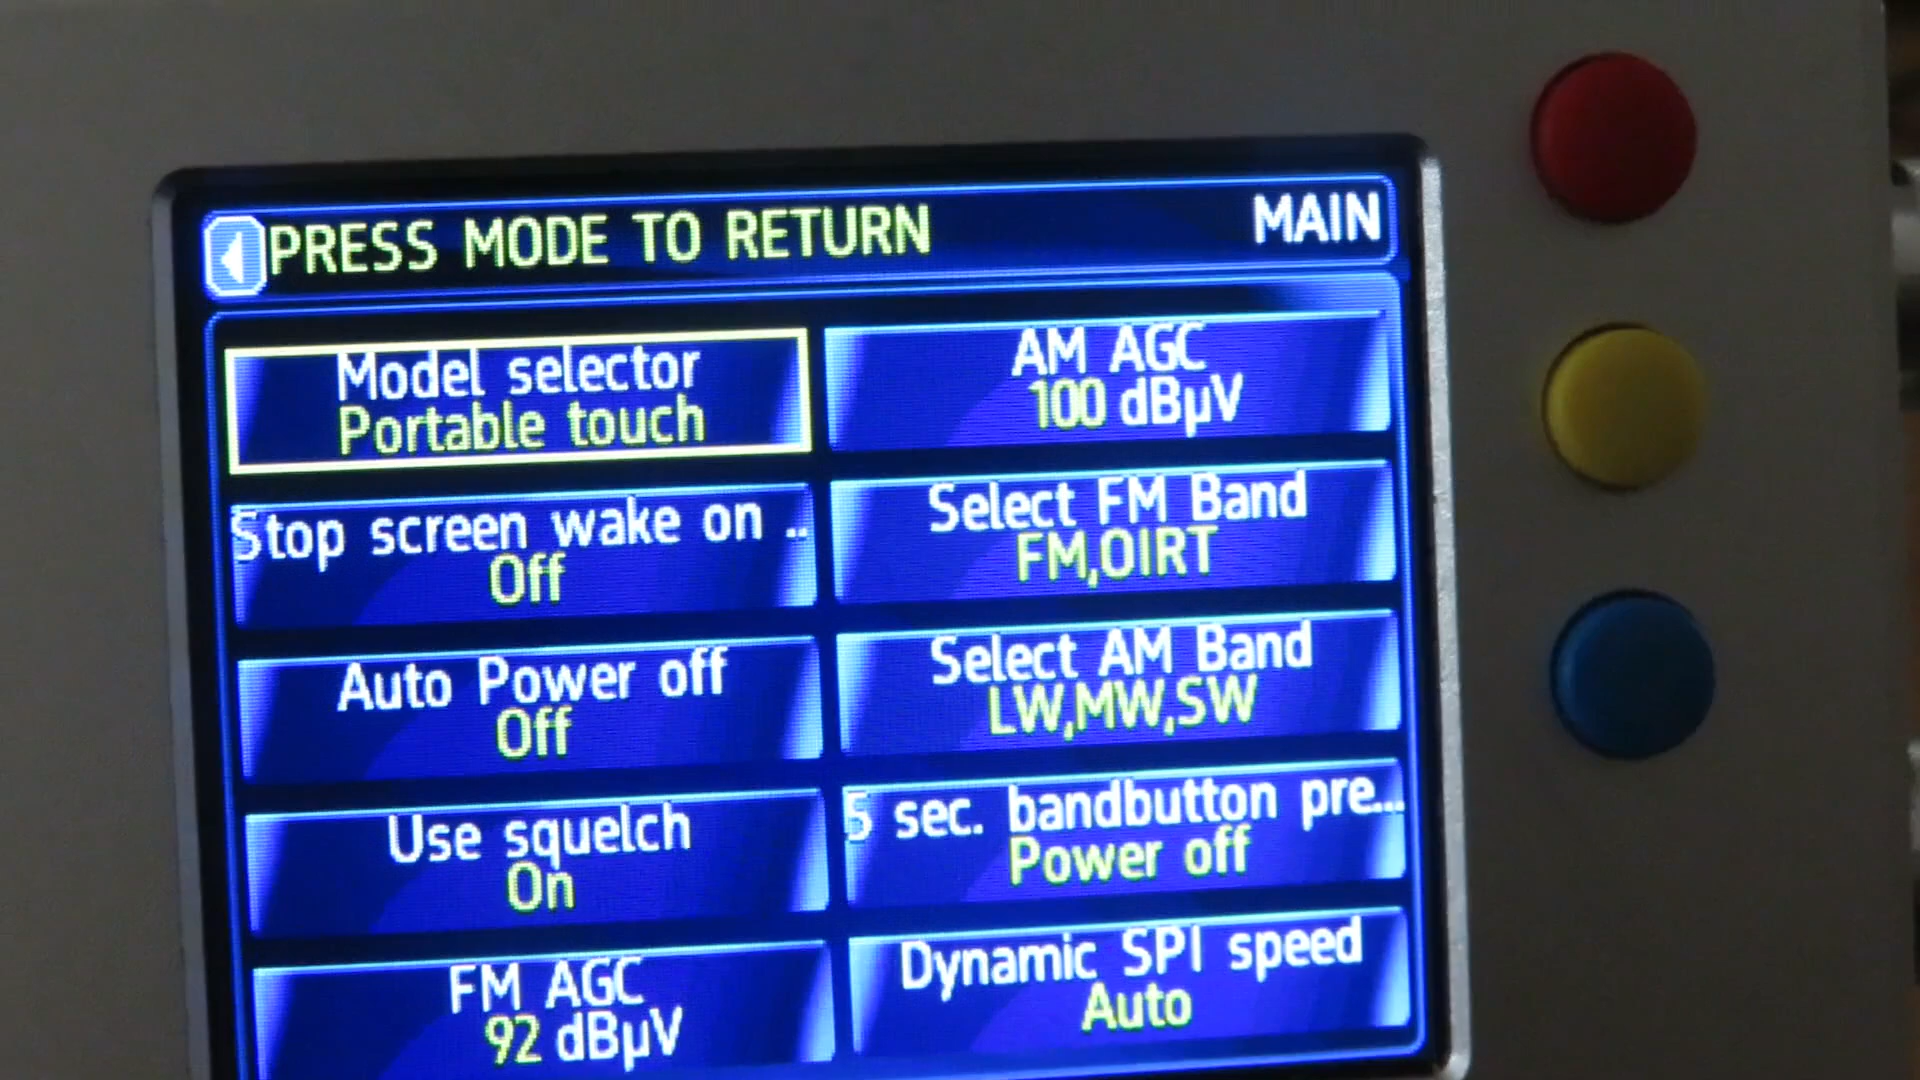 PRESS MODE TO RETURN
MAIN
Model selector
Portable touch
Stop screen wake on ..
Off
Auto Power off
Off
Use squelch
On
FM AGC
92 dBµV
AM AGC
100 dBµV
Select FM Band
FM,OIRT
Select AM Band
LW,MW,SW
5 sec. bandbutton pre...
Power off
Dynamic SPI speed
Auto